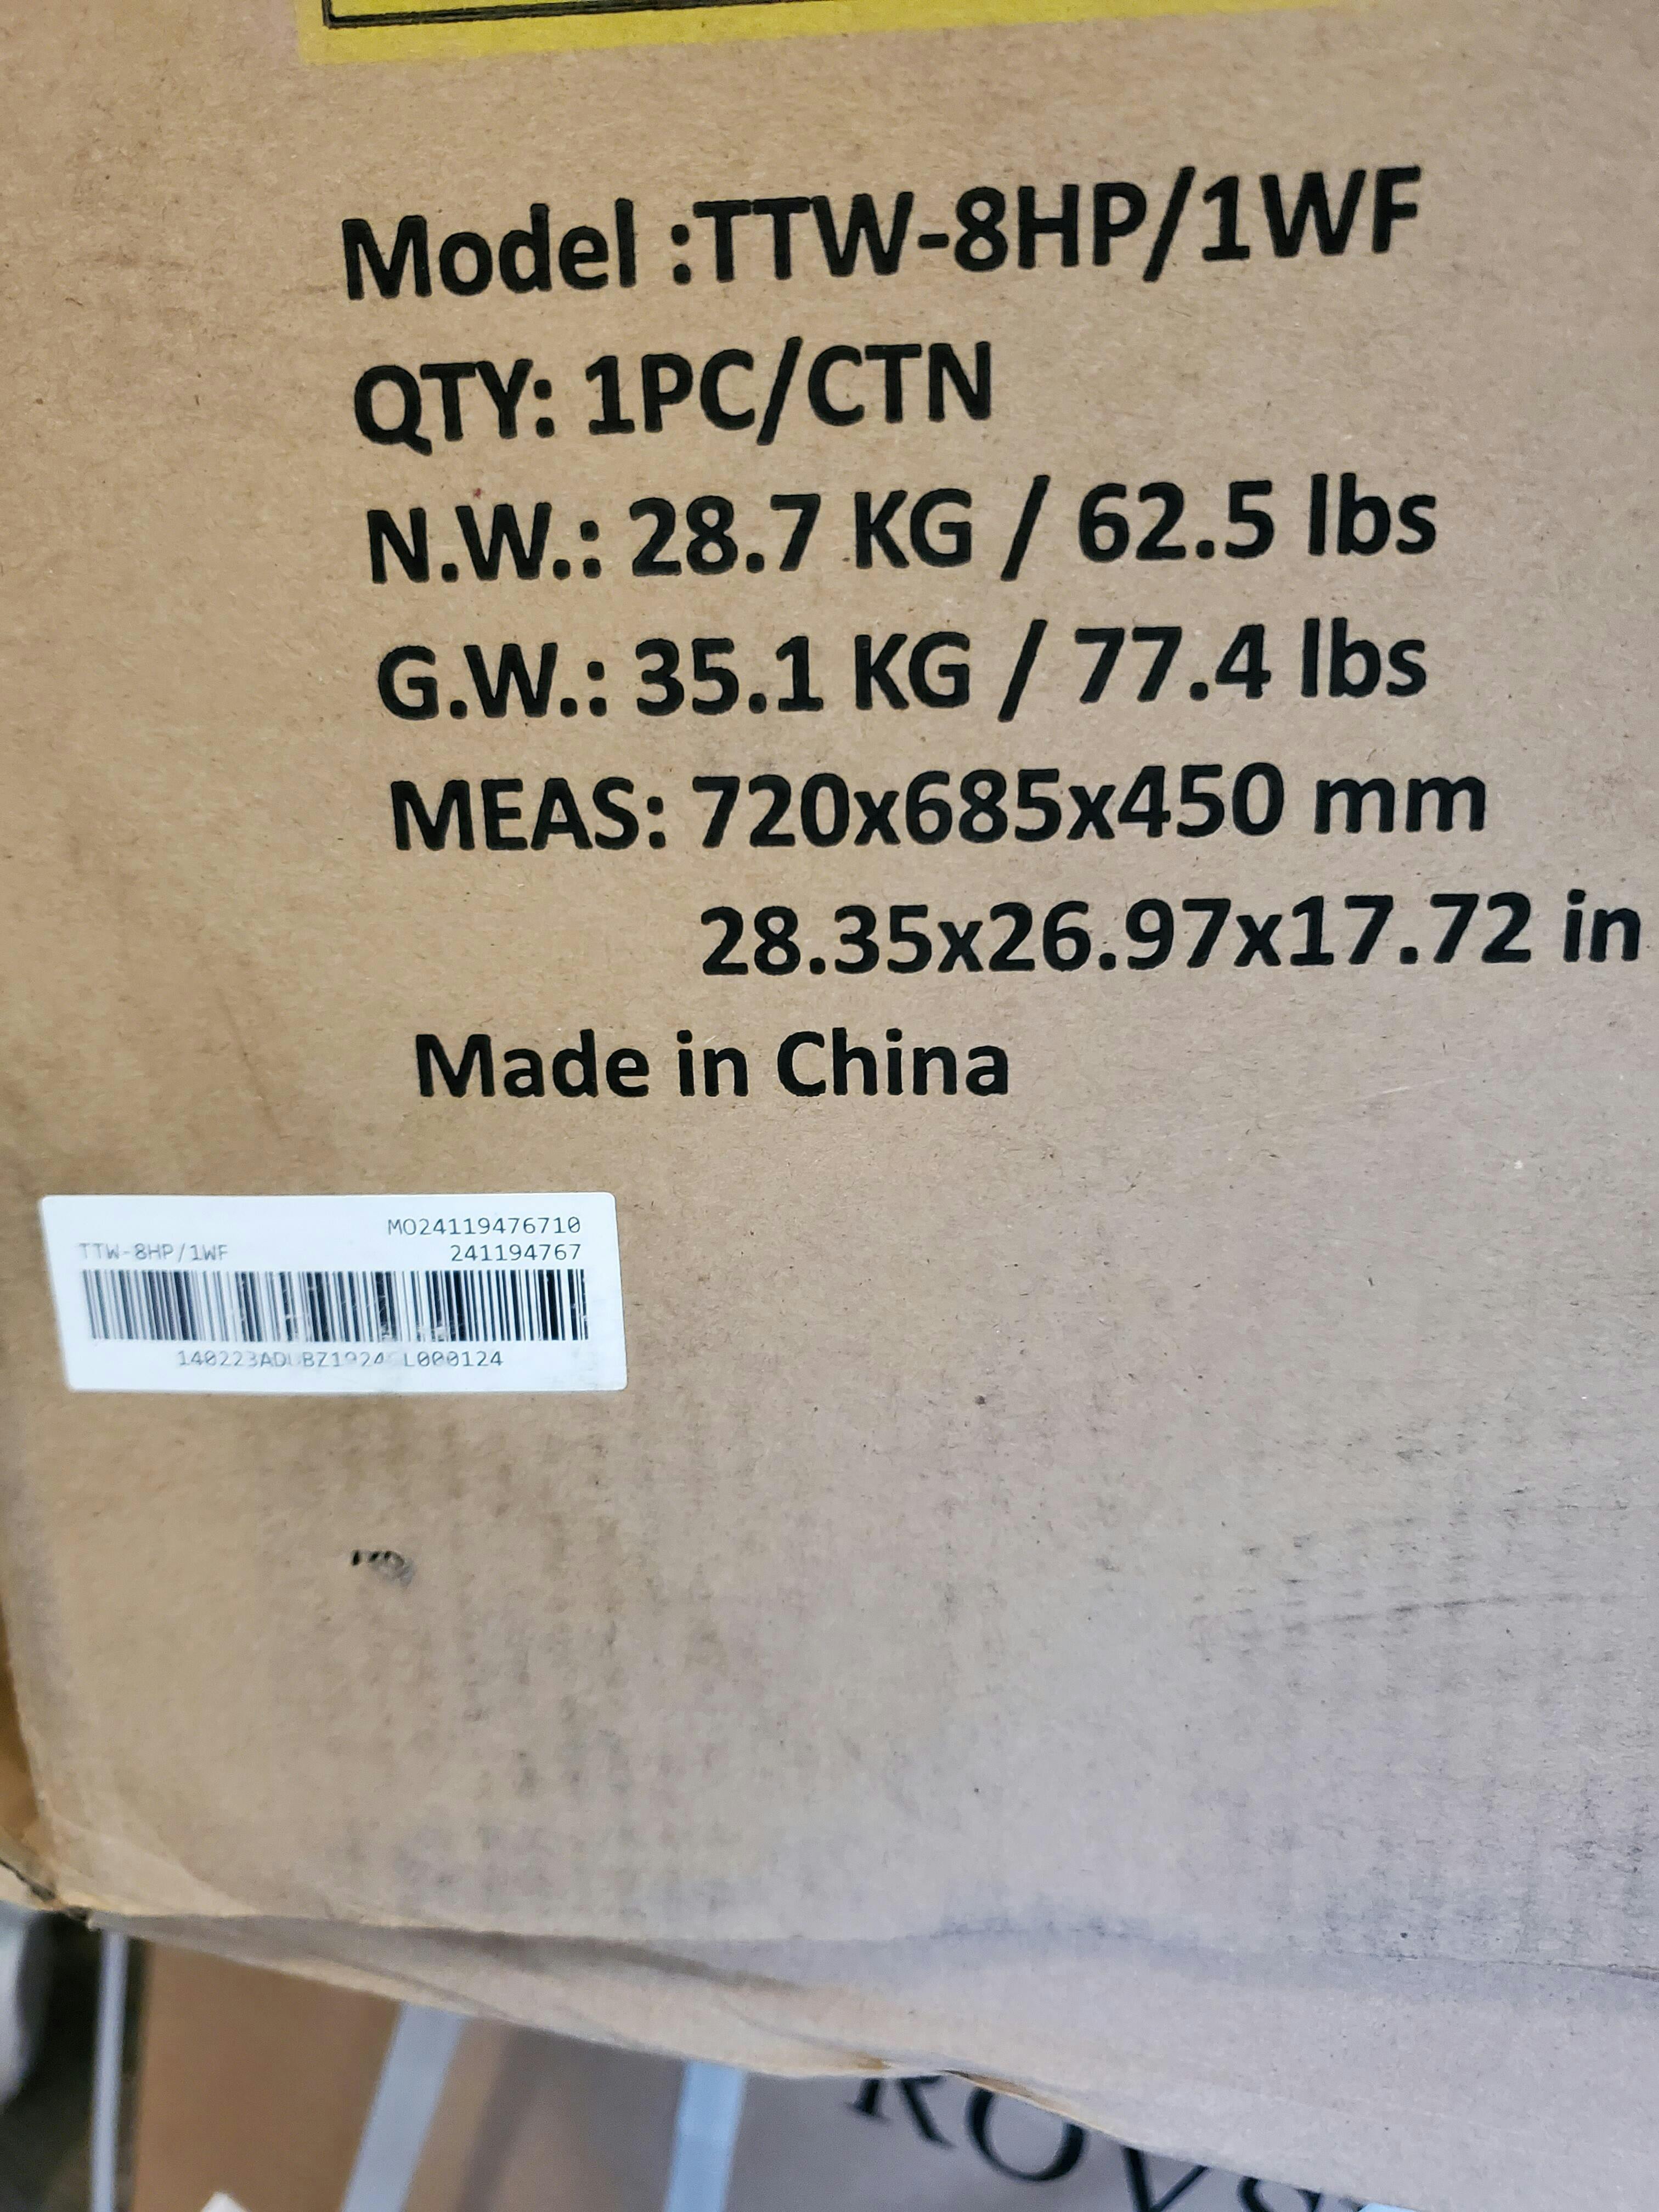 Model :TTW-8HP/1WF
QTY: 1PC/CTN
N.W.: 28.7 KG / 62.5 lbs
G.W.: 35.1 KG / 77.4 lbs
MEAS: 720x685x450 mm
28.35x26.97x17.72 in
Made in China
MO24119476710
TTW-8HP/1WF 241194767